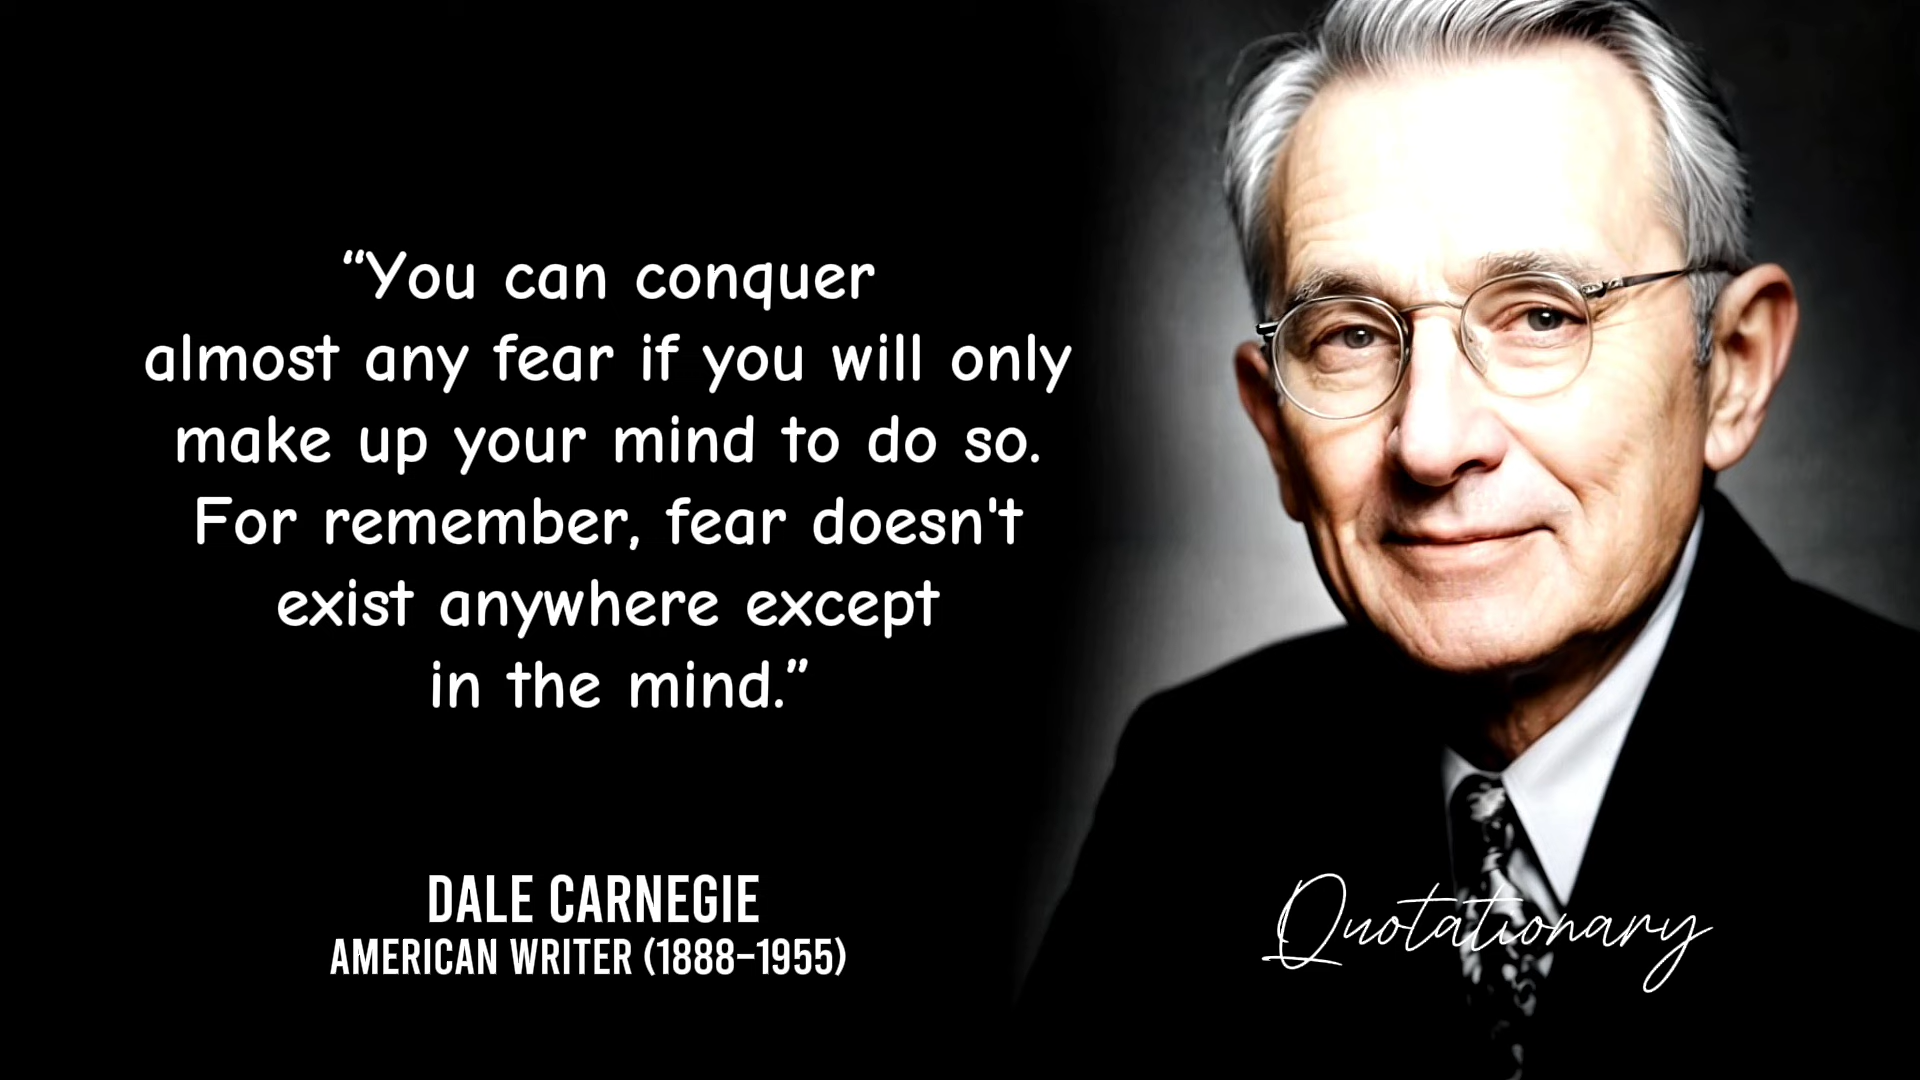 “You can conquer
almost any fear if you will only
make up your mind to do so.
For remember, fear doesn't
exist anywhere except
in the mind.”
DALE CARNEGIE
AMERICAN WRITER (1888–1955)
Quotationary